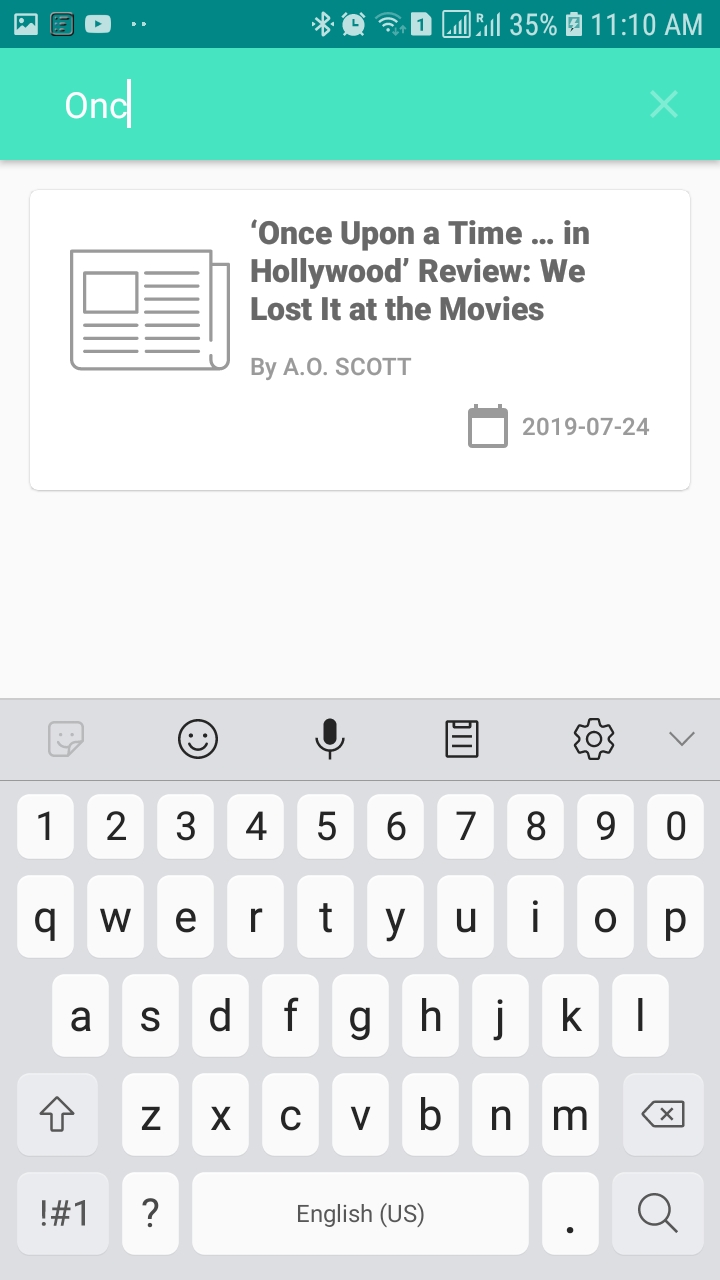 1 R 35% 11:10 AM
Onc
‘Once Upon a Time … in
Hollywood’ Review: We
Lost It at the Movies
By A.O. SCOTT
2019-07-24
1 2 3 4 5 6 7 8 9 0
q w e r t y u i o p
a s d f g h j k l
z x c v b n m
!#1 ? English (US) .